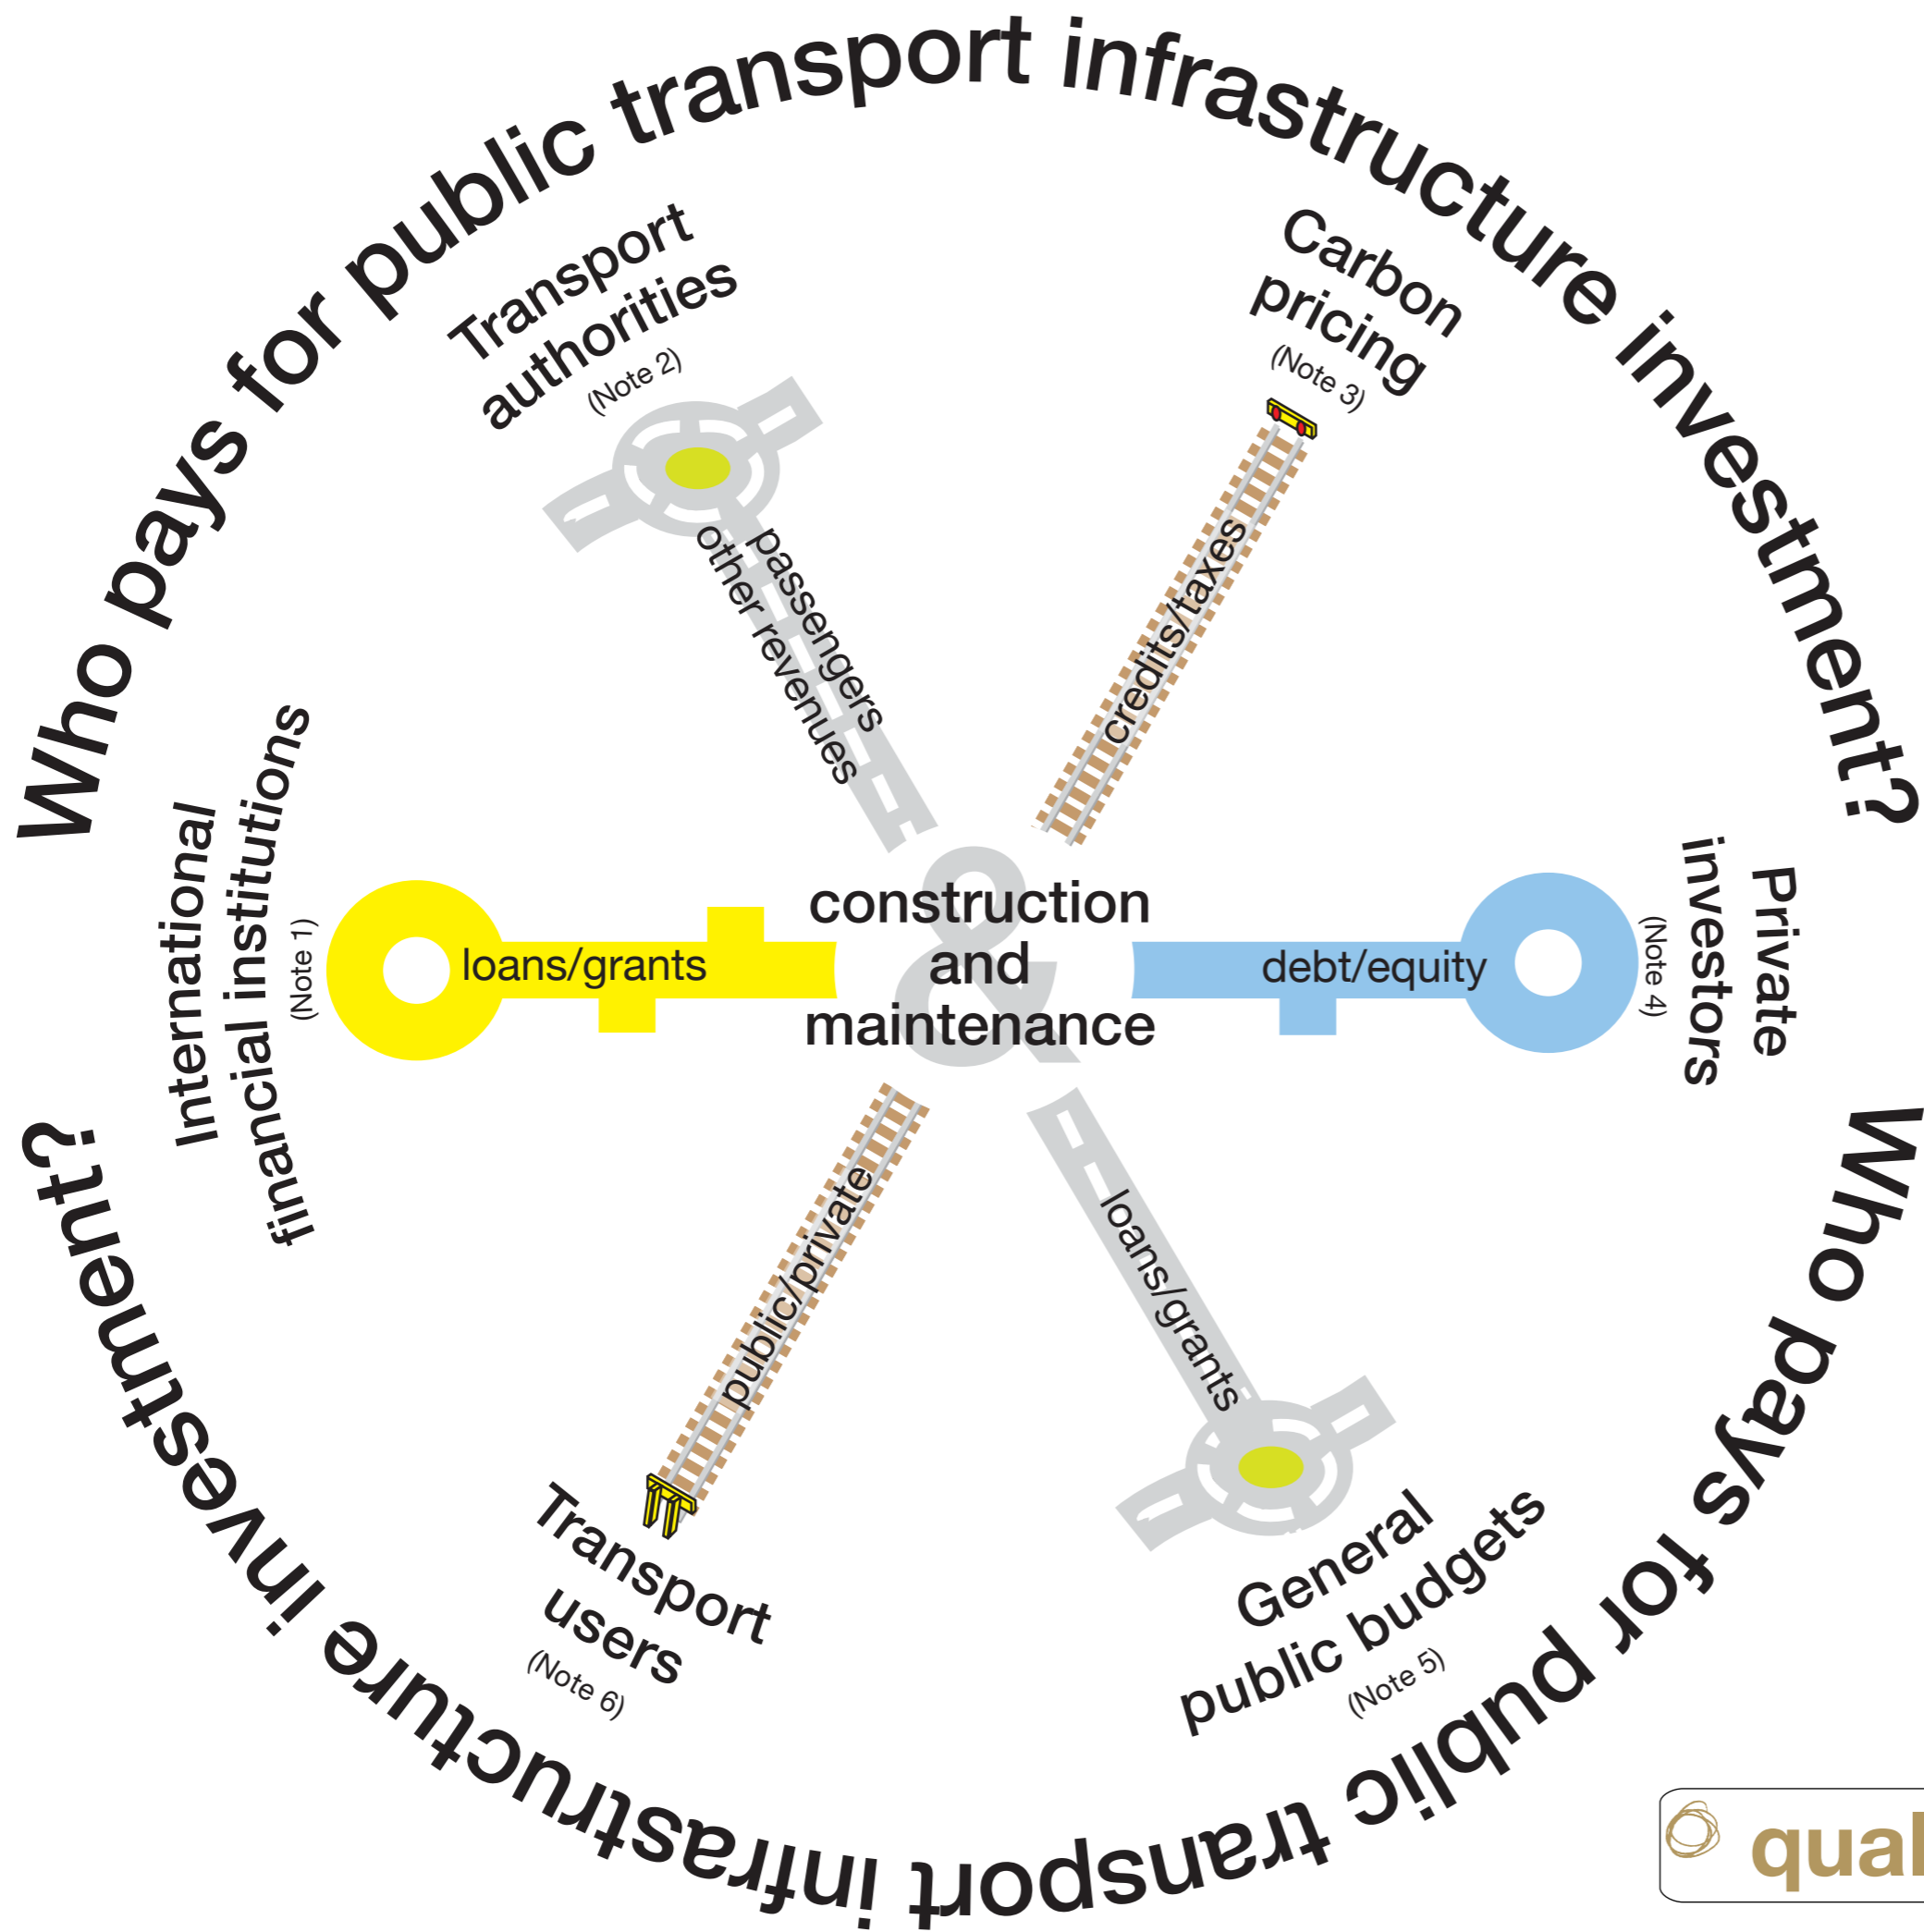 Who pays for public transport infrastructure investment?
Transport
authorities
(Note 2)
passengers
other revenues
Carbon
pricing
(Note 3)
credits/taxes
International
financial institutions
(Note 1)
loans/grants
construction
and
maintenance
&
debt/equity
(Note 4)
Private
investors
public/private
Transport
users
(Note 6)
loans/grants
General
public budgets
(Note 5)
Who pays for public transport infrastructure investment?